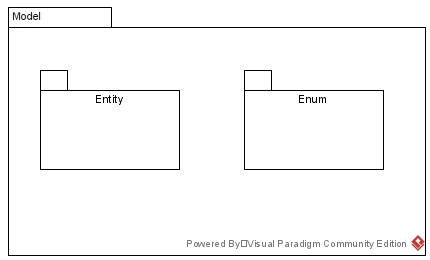 Model
Entity
Enum
Powered By□Visual Paradigm Community Edition